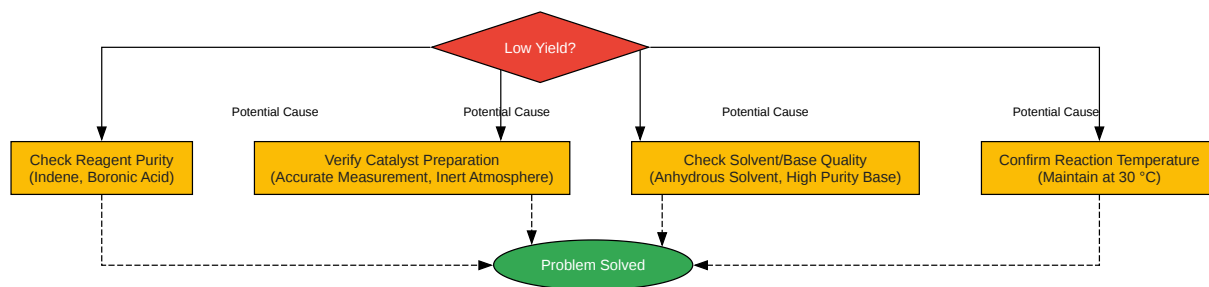 Low Yield?
Potential Cause
Potential Cause
Potential Cause
Potential Cause
Check Reagent Purity
(Indene, Boronic Acid)
Verify Catalyst Preparation
(Accurate Measurement, Inert Atmosphere)
Check Solvent/Base Quality
(Anhydrous Solvent, High Purity Base)
Confirm Reaction Temperature
(Maintain at 30 °C)
Problem Solved